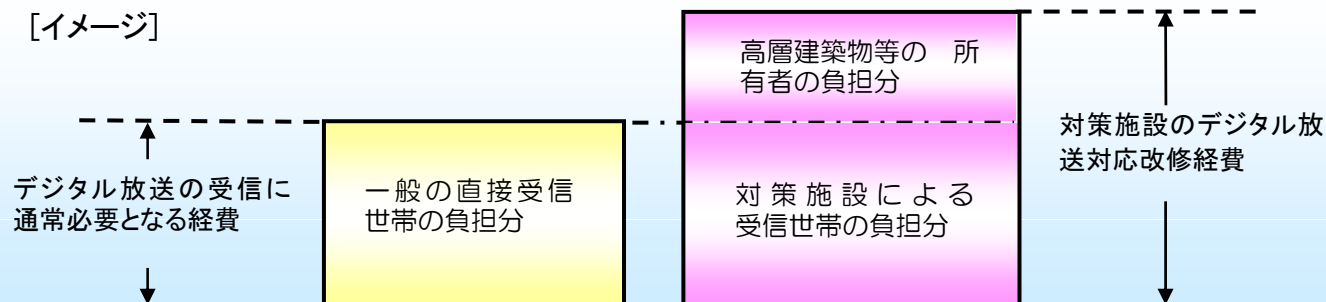 [イメージ]
高層建築物等の 所
有者の負担分
対策施設のデジタル放
送対応改修経費
デジタル放送の受信に
通常必要となる経費
一般の直接受信
世帯の負担分
対策施設による
受信世帯の負担分